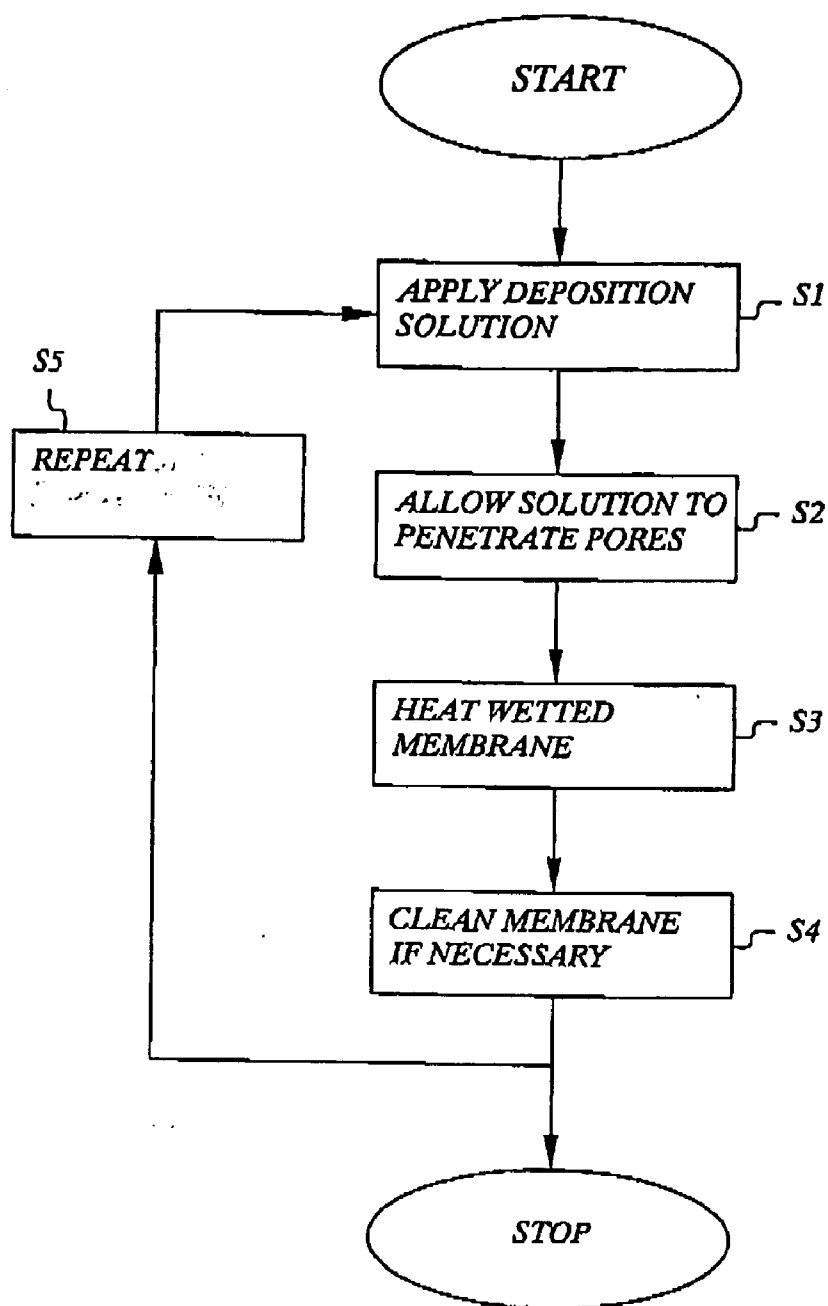 START
APPLY DEPOSITION
SOLUTION
S1
S5
REPEAT
ALLOW SOLUTION TO
PENETRATE PORES
S2
HEAT WETTED
MEMBRANE
S3
CLEAN MEMBRANE
IF NECESSARY
S4
STOP